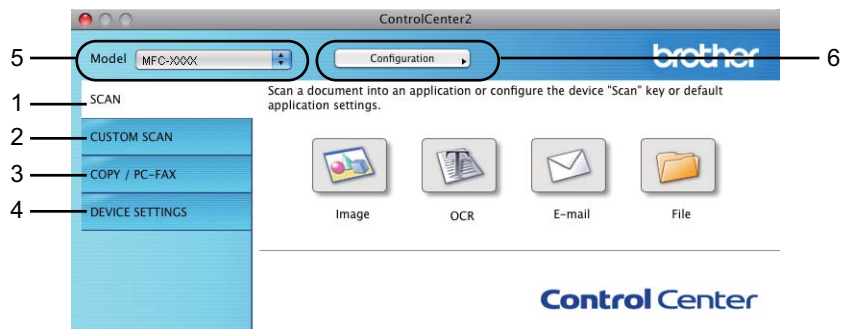 ControlCenter2
5 Model MFC-XXXX Configuration brother 6
1 SCAN
Scan a document into an application or configure the device "Scan" key or default
application settings.
2 CUSTOM SCAN
3 COPY / PC-FAX
4 DEVICE SETTINGS
Image OCR E-mail File
Control Center